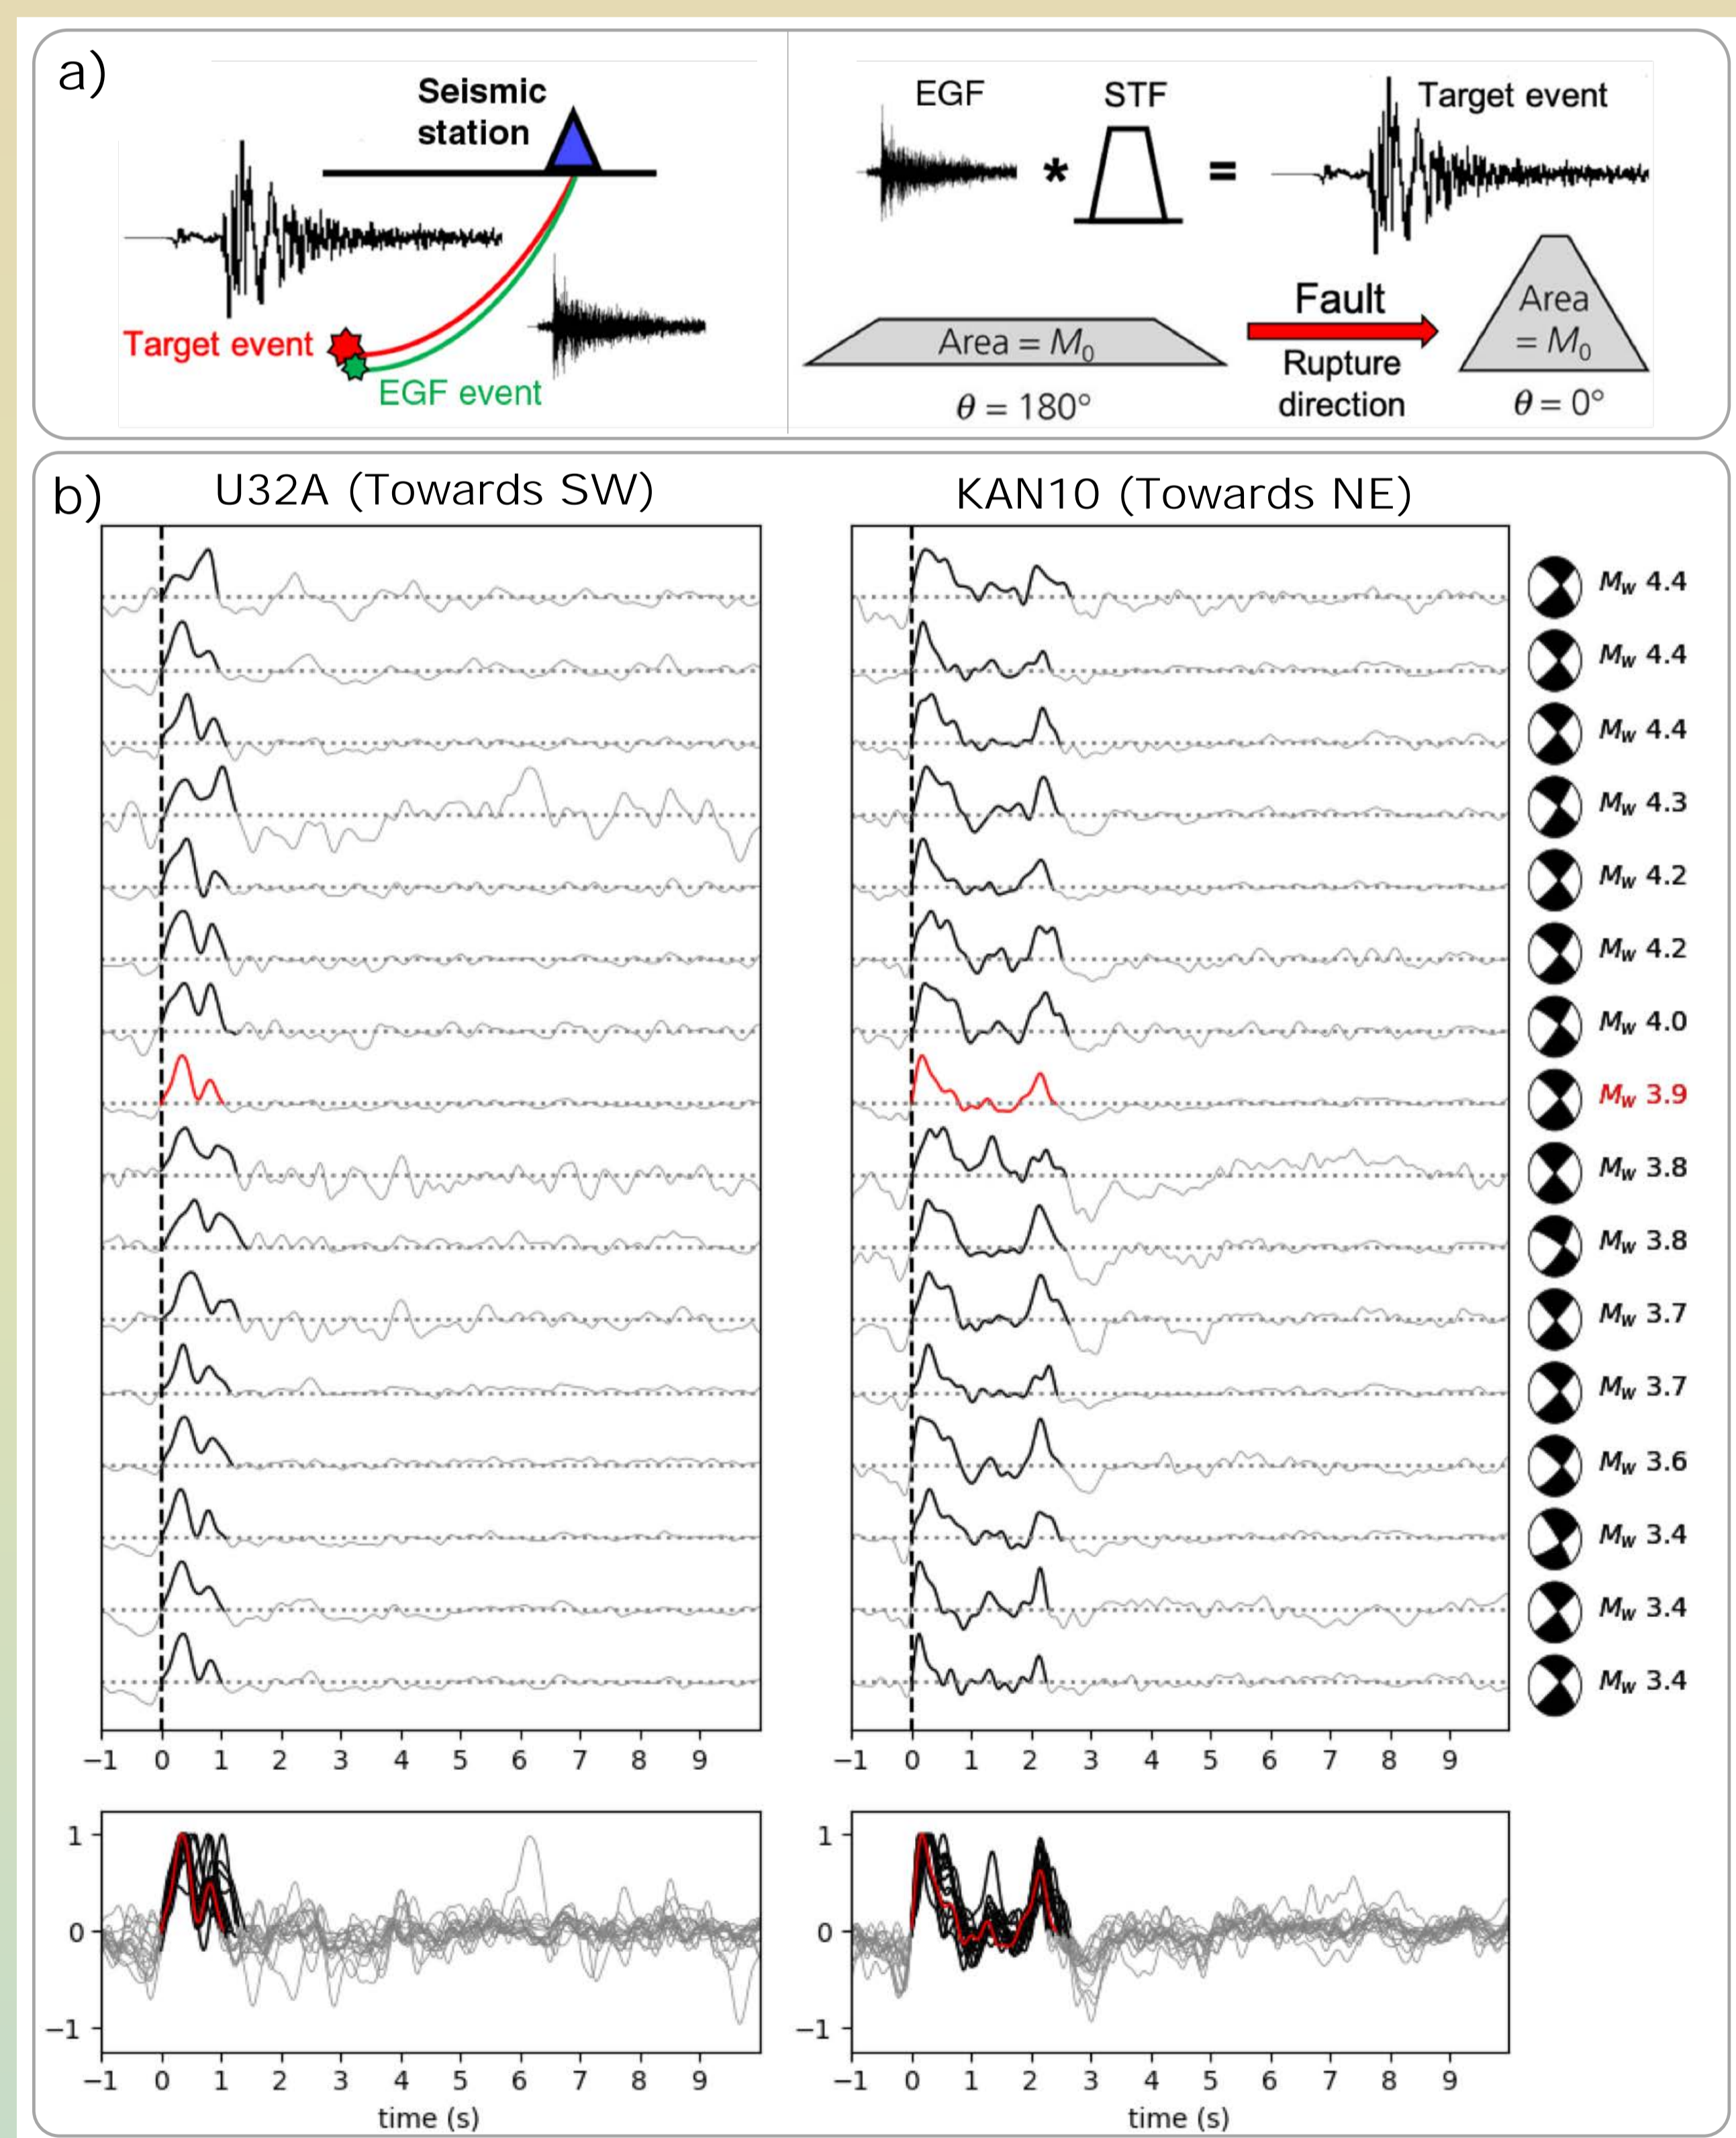 a)
Seismic
station
Target event
EGF event
EGF
STF
Target event
*
=
Area = M₀
θ = 180°
Fault
Rupture
direction
Area
= M₀
θ = 0°
b)
U32A (Towards SW)
KAN10 (Towards NE)
Mw 4.4
Mw 4.4
Mw 4.4
Mw 4.3
Mw 4.2
Mw 4.2
Mw 4.0
Mw 3.9
Mw 3.8
Mw 3.8
Mw 3.7
Mw 3.7
Mw 3.6
Mw 3.4
Mw 3.4
Mw 3.4
−1 0 1 2 3 4 5 6 7 8 9
−1 0 1 2 3 4 5 6 7 8 9
1
0
−1
−1 0 1 2 3 4 5 6 7 8 9
time (s)
1
0
−1
−1 0 1 2 3 4 5 6 7 8 9
time (s)